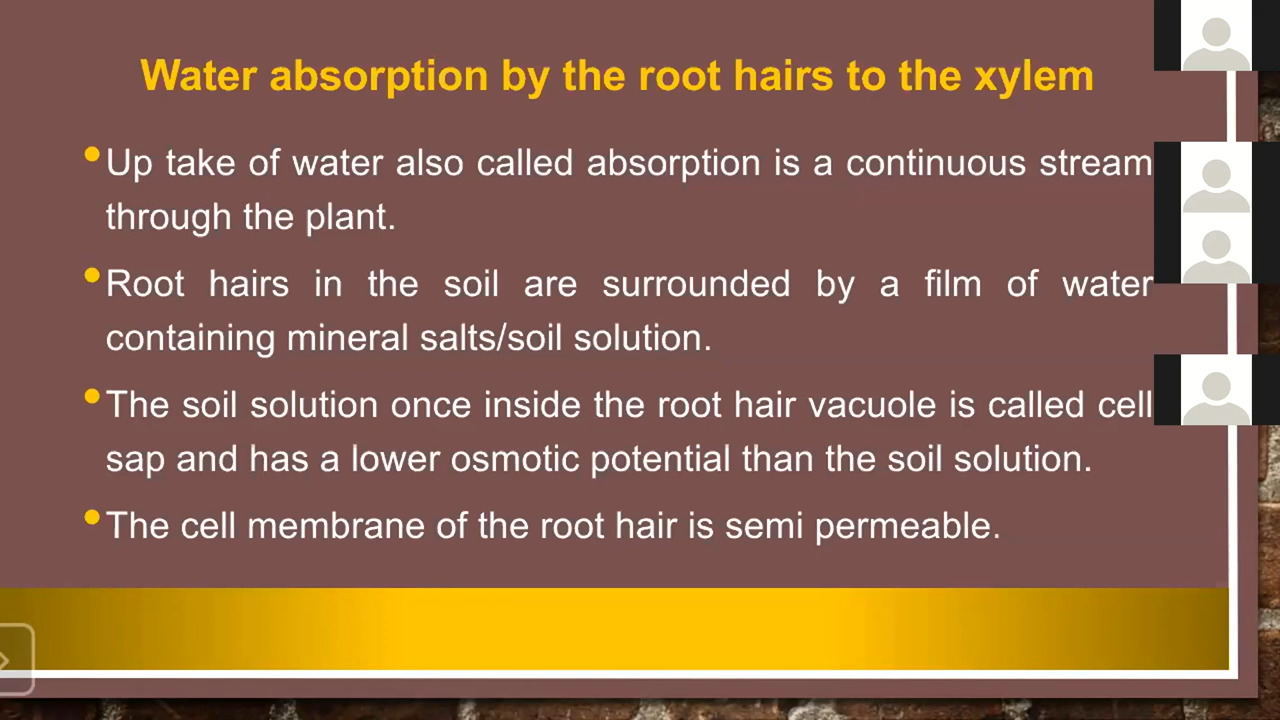 Water absorption by the root hairs to the xylem
•Up take of water also called absorption is a continuous stream
through the plant.
•Root hairs in the soil are surrounded by a film of water
containing mineral salts/soil solution.
•The soil solution once inside the root hair vacuole is called cell
sap and has a lower osmotic potential than the soil solution.
•The cell membrane of the root hair is semi permeable.